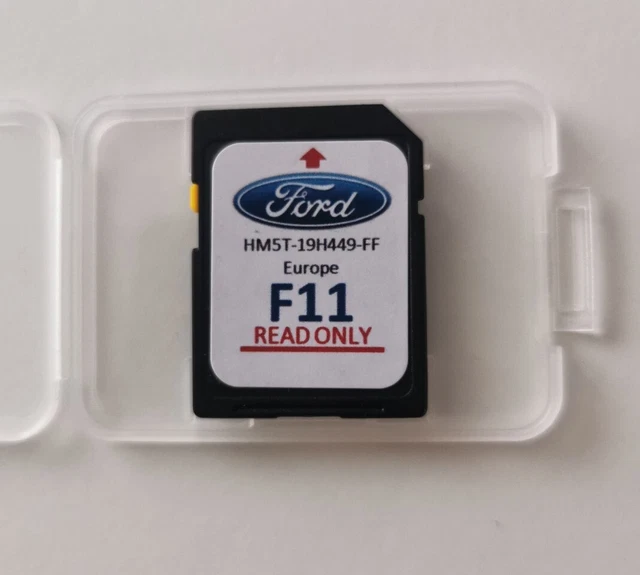 Ford
HM5T-19H449-FF
Europe
F11
READ ONLY